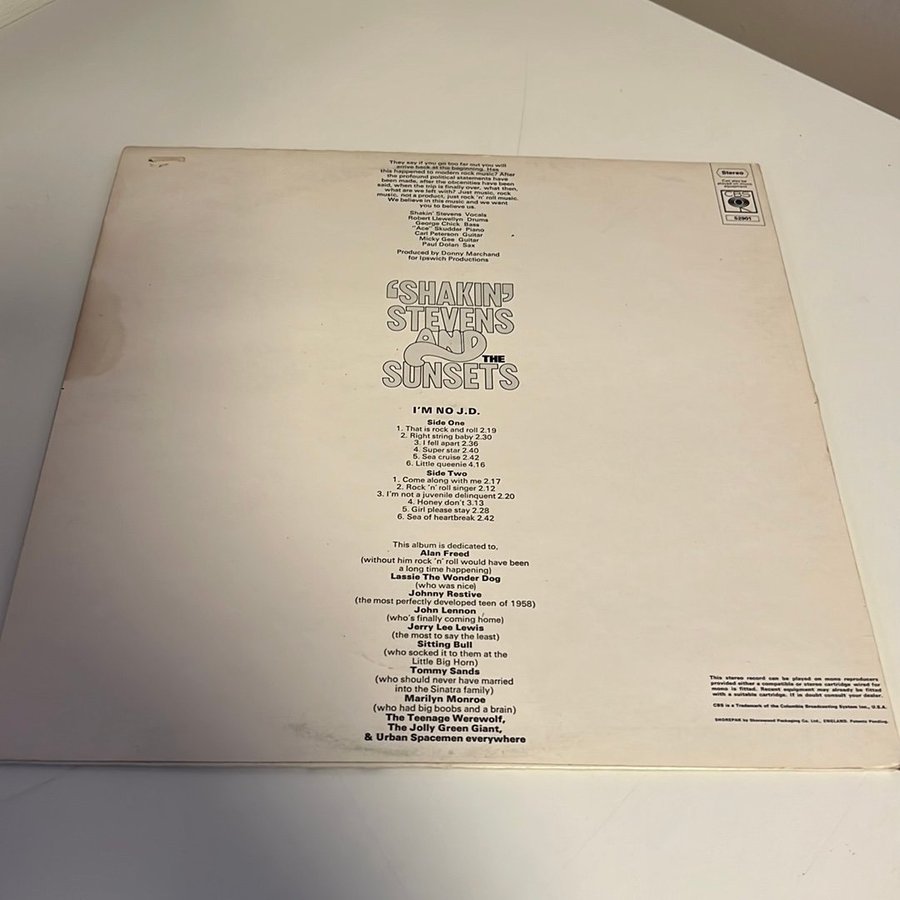 They say if you go too far out you will
arrive back at the beginning. Has
this happened to modern rock music? After
the profound political statements have
been made, after the obscenities have been
said, when the trip is finally over, what then,
what are we left with? Just music, rock
music, not a product, just rock 'n' roll music.
We believe in this music and we want
you to believe us.
Shakin' Stevens Vocals
Robert Llewellyn Drums
George Chick Bass
"Ace" Skudder Piano
Carl Peterson Guitar
Micky Gee Guitar
Paul Dolan Sax
Produced by Donny Marchand
for Ipswich Productions
'SHAKIN'
STEVENS
AND
THE
SUNSETS
I'M NO J.D.
Side One
1. That is rock and roll 2.19
2. Right string baby 2.30
3. I fell apart 2.36
4. Super star 2.40
5. Sea cruise 2.42
6. Little queenie 4.16
Side Two
1. Come along with me 2.17
2. Rock 'n' roll singer 2.12
3. I'm not a juvenile delinquent 2.20
4. Honey don't 3.13
5. Girl please stay 2.28
6. Sea of heartbreak 2.42
This album is dedicated to,
Alan Freed
(without him rock 'n' roll would have been
a long time happening)
Lassie The Wonder Dog
(who was nice)
Johnny Restive
(the most perfectly developed teen of 1958)
John Lennon
(who's finally coming home)
Jerry Lee Lewis
(the most to say the least)
Sitting Bull
(who socked it to them at the
Little Big Horn)
Tommy Sands
(who should never have married
into the Sinatra family)
Marilyn Monroe
(who had big boobs and a brain)
The Teenage Werewolf,
The Jolly Green Giant,
& Urban Spacemen everywhere
Stereo
Can also be
played on mono
equipment
CBS
52901
This stereo record can be played on mono reproducers
provided either a compatible or stereo cartridge wired for
mono is fitted. Recent equipment may already be fitted
with a suitable cartridge. If in doubt consult your dealer.
CBS is a Trademark of the Columbia Broadcasting System Inc., U.S.A.
SHOREPAK by Shorewood Packaging Co. Ltd., ENGLAND. Patents Pending.